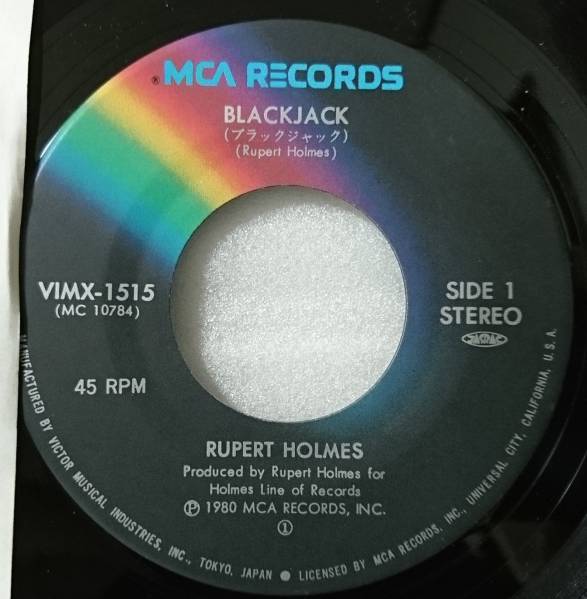 ® MCA RECORDS
BLACKJACK
(ブラックジャック)
(Rupert Holmes)
VIMX-1515
(MC 10784)
SIDE 1
STEREO
45 RPM
RUPERT HOLMES
Produced by Rupert Holmes for
Holmes Line of Records
Ⓟ 1980 MCA RECORDS, INC.
①
MANUFACTURED BY VICTOR MUSICAL INDUSTRIES, INC., TOKYO, JAPAN ● LICENSED BY MCA RECORDS, INC., UNIVERSAL CITY, CALIFORNIA, U.S.A.